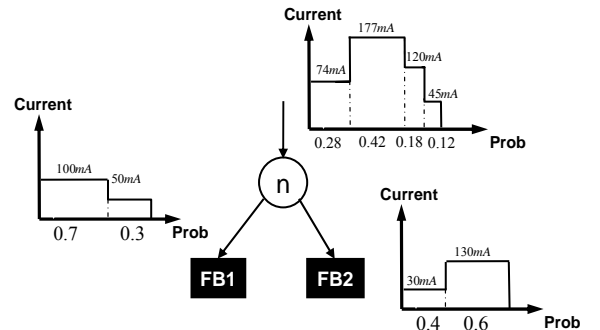 Current
177mA
74mA
120mA
45mA
Prob
0.28 0.42 0.18 0.12
Current
100mA
50mA
Prob
0.7 0.3
n
FB1
FB2
Current
130mA
30mA
Prob
0.4 0.6